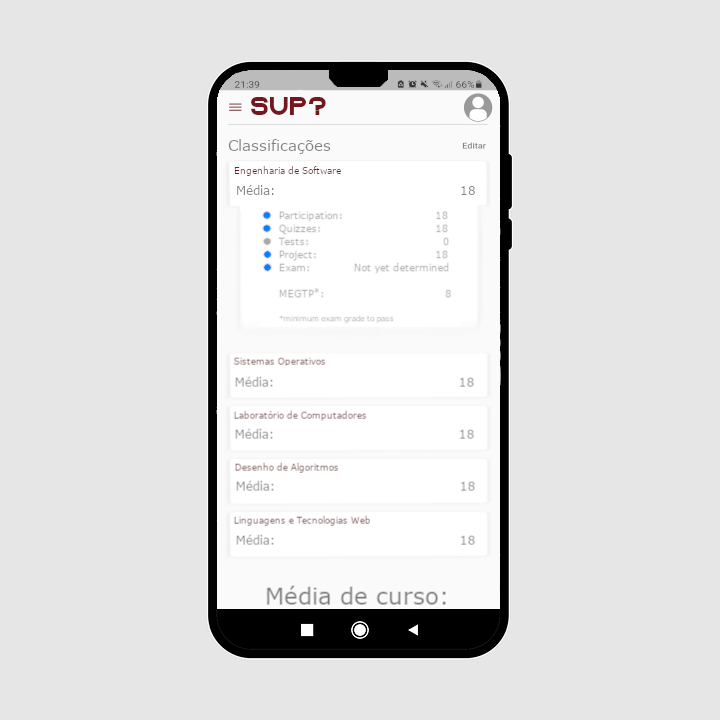 21:39 66%
SUP?
Classificações Editar
Engenharia de Software
Média: 18
Participation: 18
Quizzes: 18
Tests: 0
Project: 18
Exam: Not yet determined
MEGTP*: 8
*minimum exam grade to pass
Sistemas Operativos
Média: 18
Laboratório de Computadores
Média: 18
Desenho de Algoritmos
Média: 18
Linguagens e Tecnologias Web
Média: 18
Média de curso: